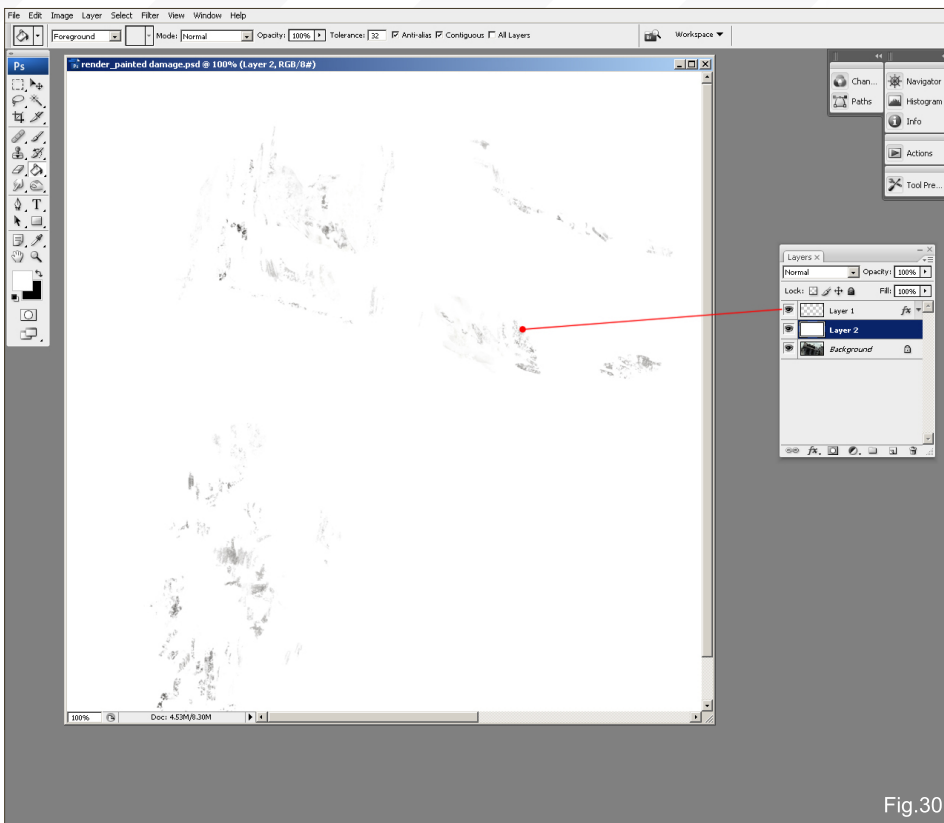 File Edit Image Layer Select Filter View Window Help
Foreground Mode: Normal Opacity: 100% Tolerance: 32 Anti-alias Contiguous All Layers Workspace
Ps
render_painted damage.psd @ 100% (Layer 2, RGB/8#)
Chan... Navigator
Paths Histogram
Info
Actions
Tool Pre...
Layers ×
Normal Opacity: 100%
Lock: Fill: 100%
Layer 1 fx
Layer 2
Background
fx.
100% Doc: 4.53M/8.30M
Fig.30